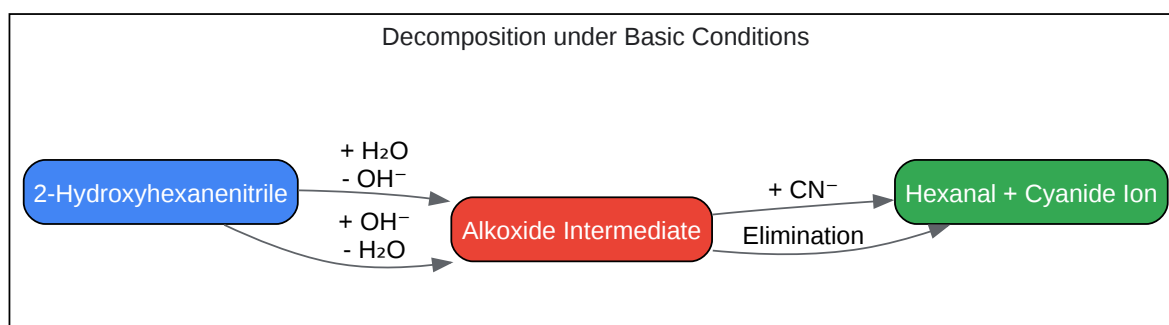 Decomposition under Basic Conditions
2-Hydroxyhexanenitrile
+ H₂O
- OH⁻
+ OH⁻
- H₂O
Alkoxide Intermediate
+ CN⁻
Elimination
Hexanal + Cyanide Ion